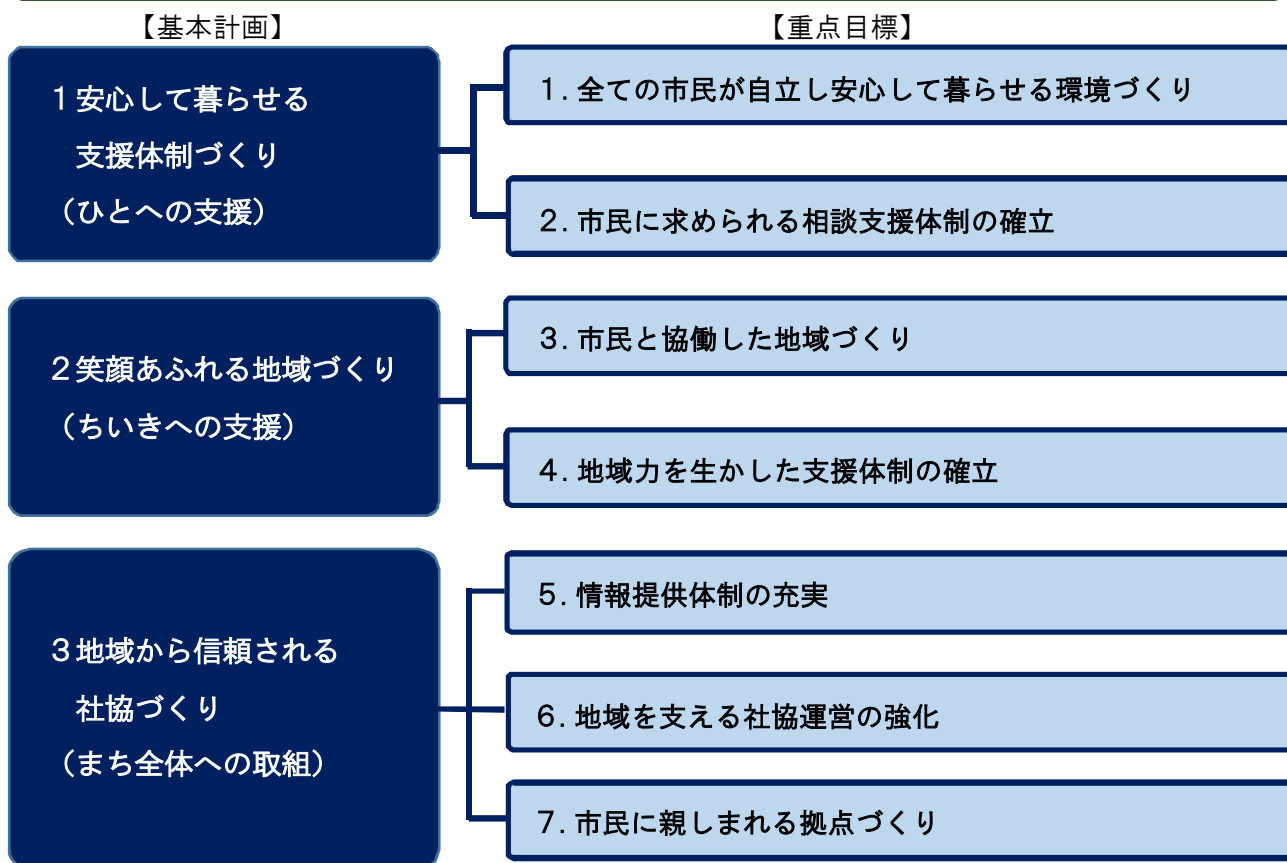 【基本計画】
【重点目標】
１安心して暮らせる
支援体制づくり
（ひとへの支援）
１. 全ての市民が自立し安心して暮らせる環境づくり
２. 市民に求められる相談支援体制の確立
２笑顔あふれる地域づくり
（ちいきへの支援）
３. 市民と協働した地域づくり
４. 地域力を生かした支援体制の確立
３地域から信頼される
社協づくり
（まち全体への取組）
５. 情報提供体制の充実
６. 地域を支える社協運営の強化
７. 市民に親しまれる拠点づくり